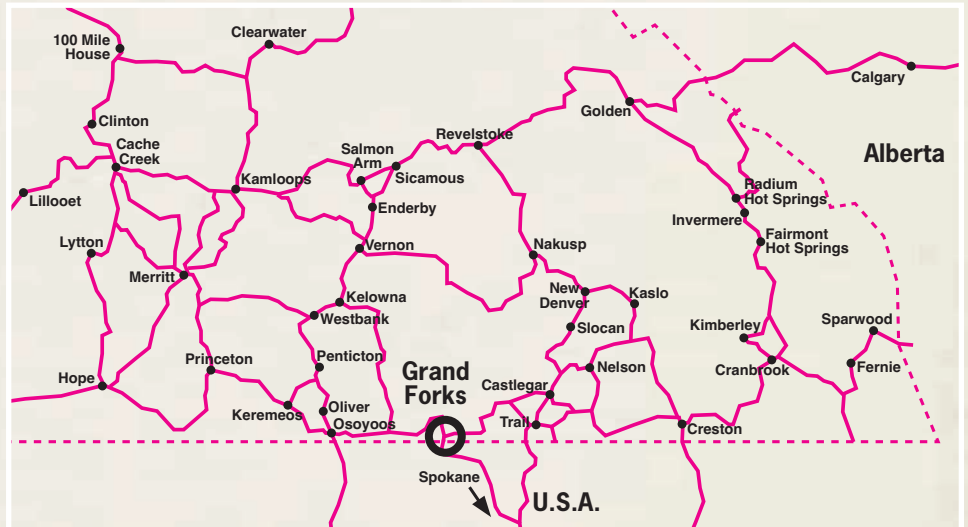 100 Mile
House
Clearwater
Calgary
Golden
Clinton
Cache
Creek
Revelstoke
Salmon
Arm
Sicamous
Alberta
Kamloops
Lillooet
Enderby
Radium
Hot Springs
Invermere
Fairmont
Hot Springs
Lytton
Vernon
Nakusp
Merritt
New
Denver
Kaslo
Kelowna
Westbank
Slocan
Kimberley
Sparwood
Princeton
Penticton
Grand
Forks
Nelson
Cranbrook
Fernie
Hope
Castlegar
Keremeos
Oliver
Osoyoos
Trail
Creston
Spokane
U.S.A.